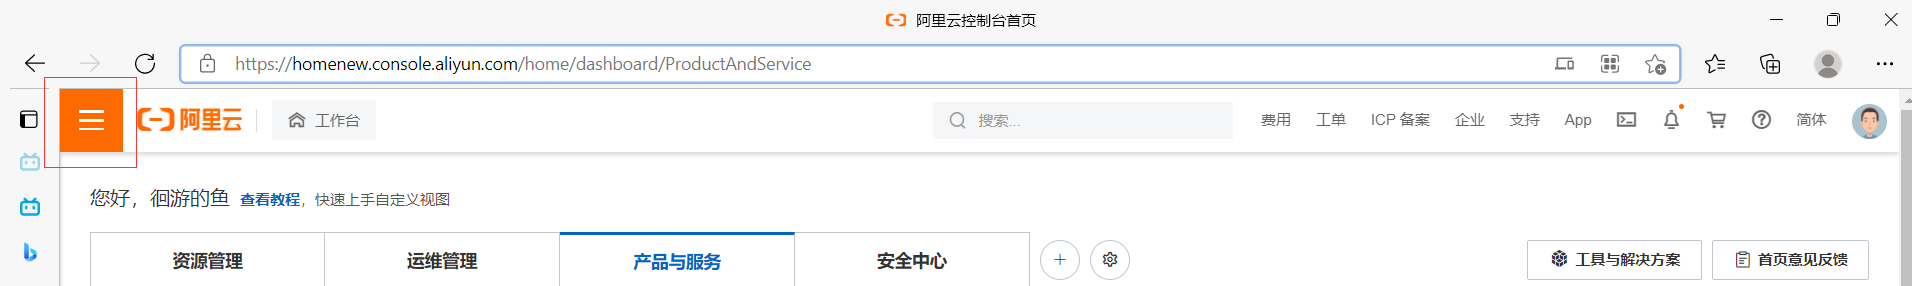 阿里云控制台首页
https://homenew.console.aliyun.com/home/dashboard/ProductAndService
阿里云 工作台 搜索... 费用 工单 ICP 备案 企业 支持 App 简体
您好，徊游的鱼 查看教程，快速上手自定义视图
资源管理 运维管理 产品与服务 安全中心 工具与解决方案 首页意见反馈